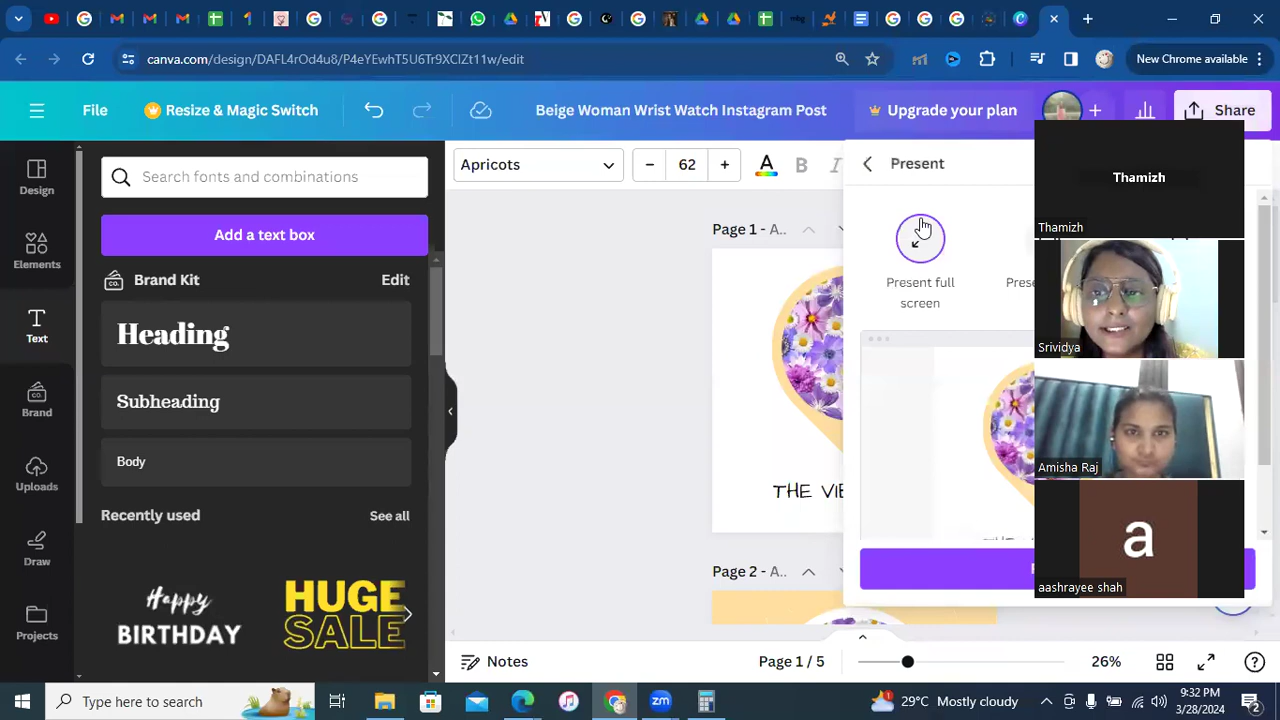 canva.com/design/DAFL4rOd4u8/P4eYEwhT5U6Tr9XClZt11w/edit
New Chrome available
File
Resize & Magic Switch
Beige Woman Wrist Watch Instagram Post
Upgrade your plan
Share
Design
Elements
Text
Brand
Uploads
Draw
Projects
Search fonts and combinations
Add a text box
Brand Kit
Edit
Heading
Subheading
Body
Recently used
See all
Happy
BIRTHDAY
HUGE
SALE
Apricots
62
A
B
I
Page 1 - A..
THE VIE
Page 2 - A..
Present
Present full
screen
Prese
Thamizh
Thamizh
Srividya
Amisha Raj
a
aashrayee shah
Notes
Page 1 / 5
26%
Type here to search
29°C Mostly cloudy
9:32 PM
3/28/2024
2